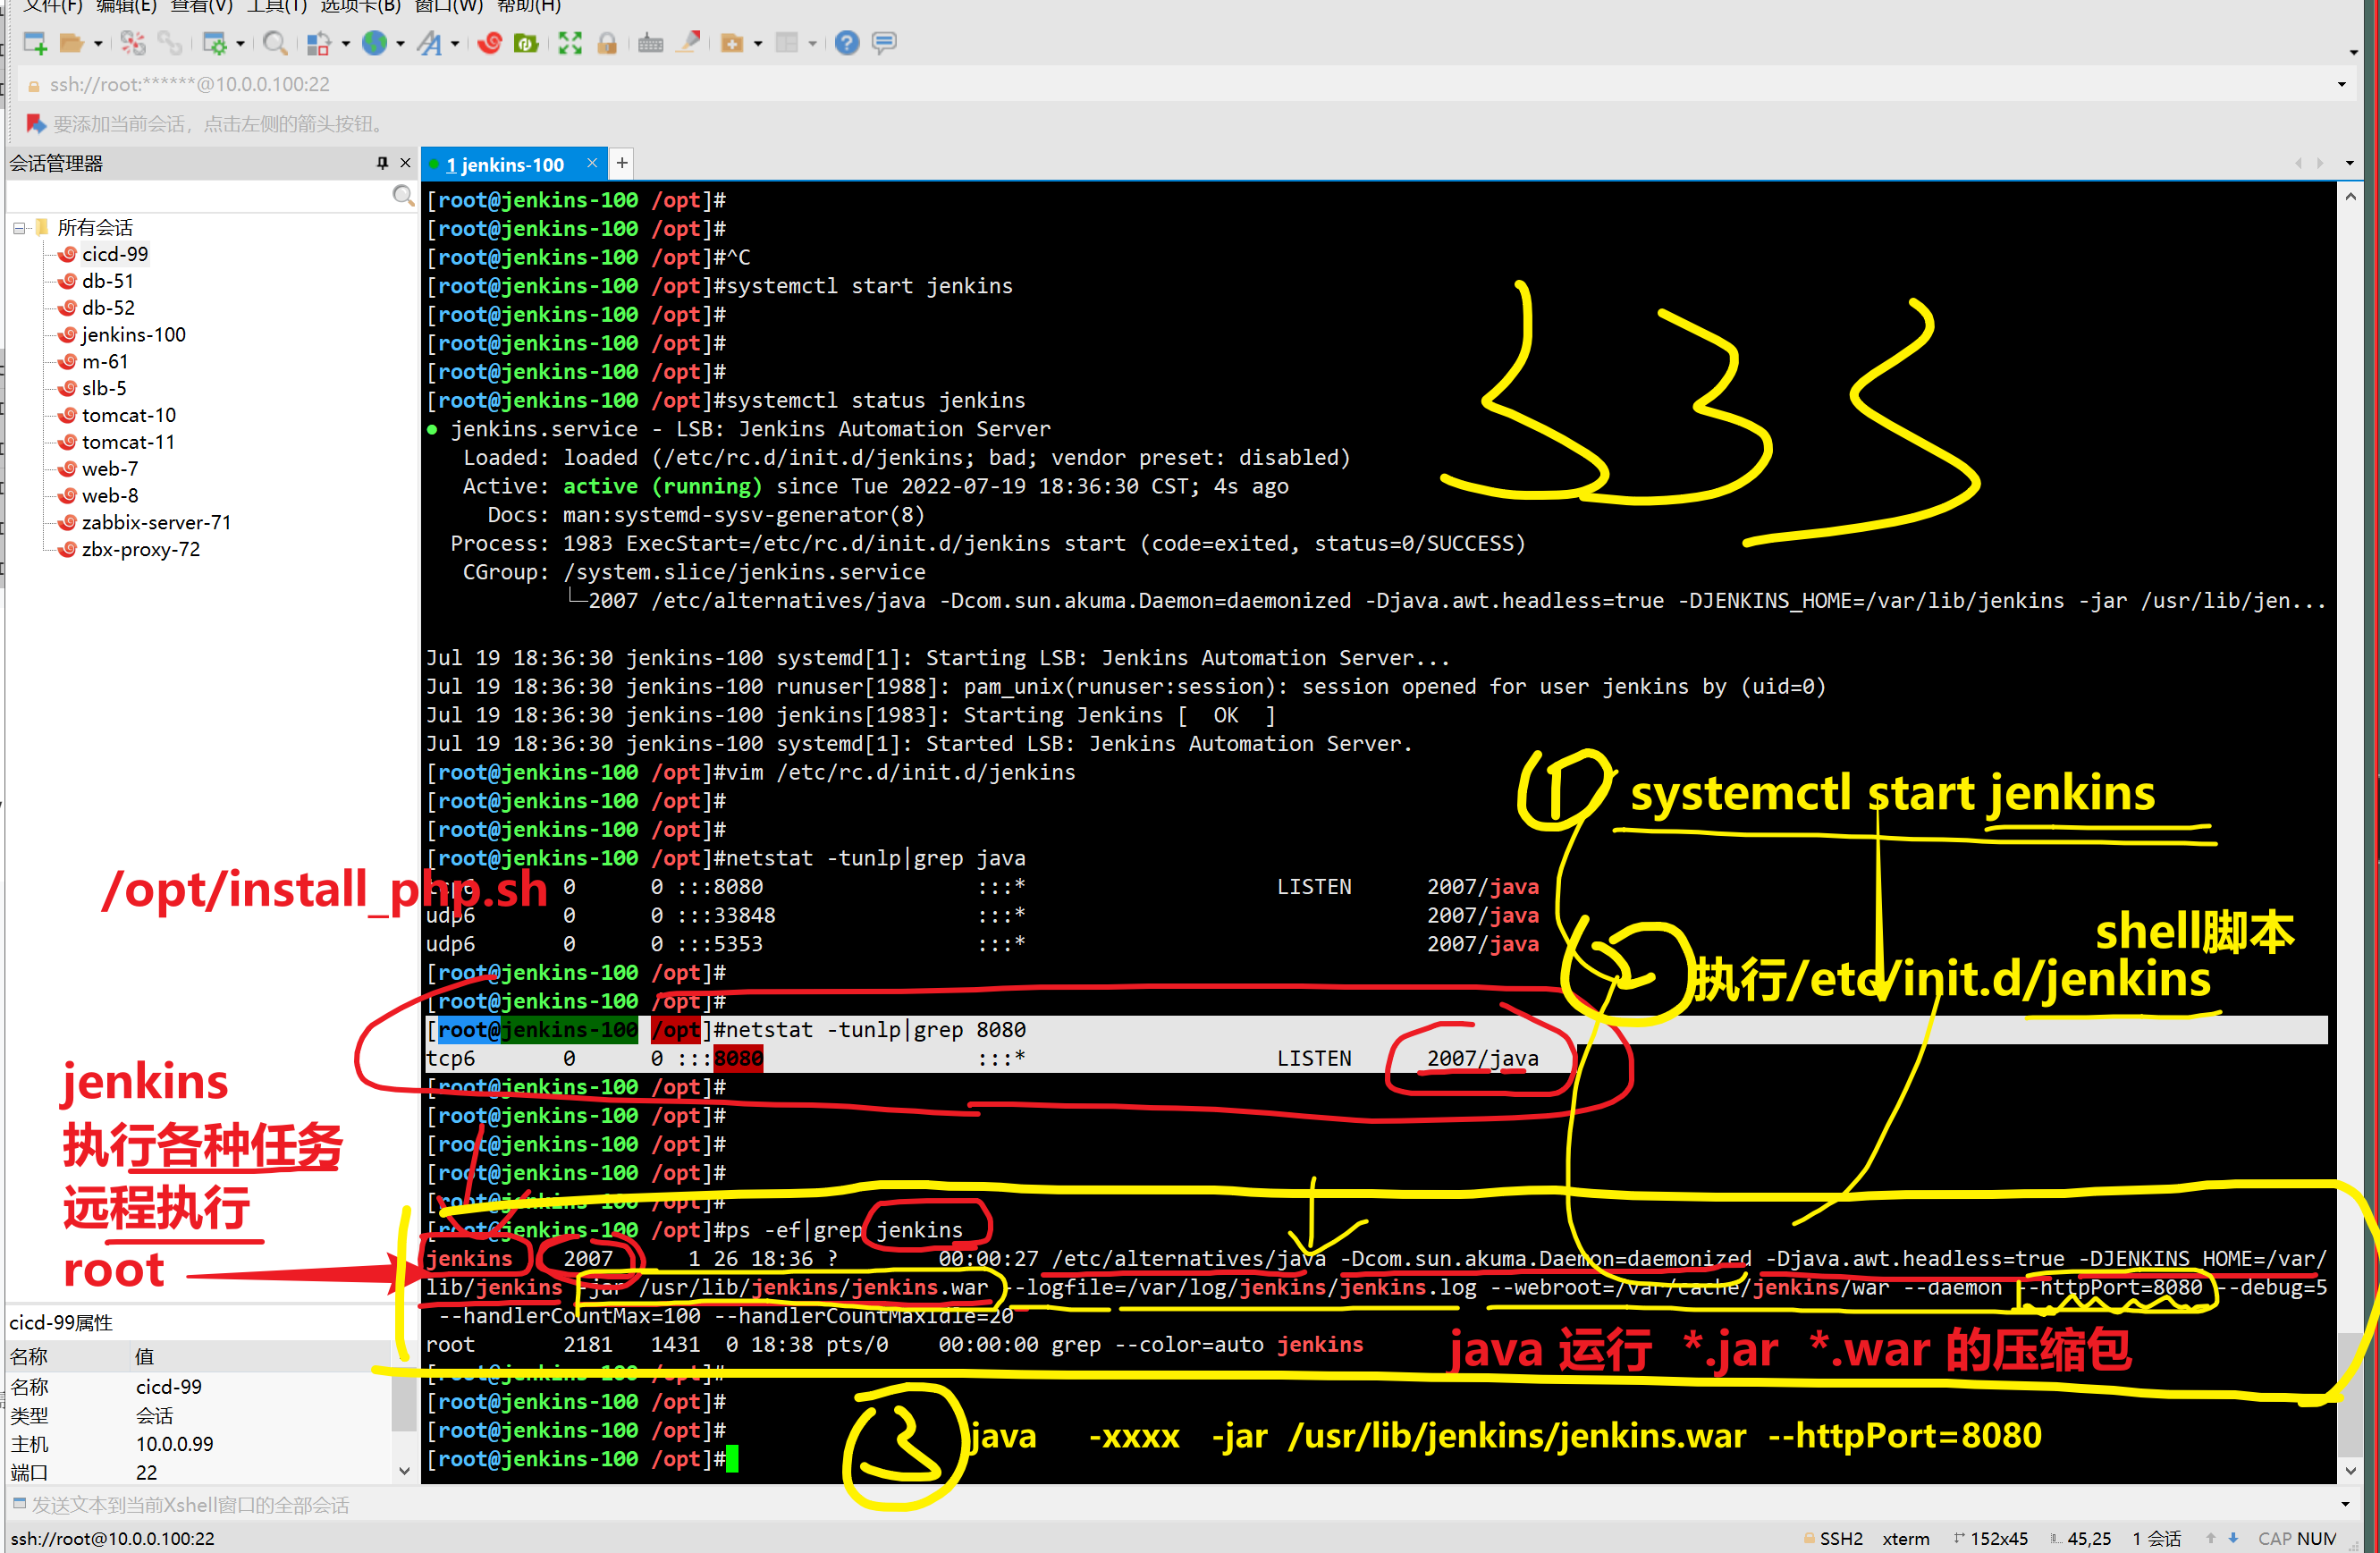 文件(F) 编辑(E) 查看(V) 工具(T) 选项卡(B) 窗口(W) 帮助(H)
ssh://root:******@10.0.0.100:22
要添加当前会话，点击左侧的箭头按钮。
会话管理器
1 jenkins-100
所有会话
cicd-99
db-51
db-52
jenkins-100
m-61
slb-5
tomcat-10
tomcat-11
web-7
web-8
zabbix-server-71
zbx-proxy-72
[root@jenkins-100 /opt]#
[root@jenkins-100 /opt]#
[root@jenkins-100 /opt]#^C
[root@jenkins-100 /opt]#systemctl start jenkins
[root@jenkins-100 /opt]#
[root@jenkins-100 /opt]#
[root@jenkins-100 /opt]#
[root@jenkins-100 /opt]#systemctl status jenkins
● jenkins.service - LSB: Jenkins Automation Server
Loaded: loaded (/etc/rc.d/init.d/jenkins; bad; vendor preset: disabled)
Active: active (running) since Tue 2022-07-19 18:36:30 CST; 4s ago
Docs: man:systemd-sysv-generator(8)
Process: 1983 ExecStart=/etc/rc.d/init.d/jenkins start (code=exited, status=0/SUCCESS)
CGroup: /system.slice/jenkins.service
└─2007 /etc/alternatives/java -Dcom.sun.akuma.Daemon=daemonized -Djava.awt.headless=true -DJENKINS_HOME=/var/lib/jenkins -jar /usr/lib/jen...
Jul 19 18:36:30 jenkins-100 systemd[1]: Starting LSB: Jenkins Automation Server...
Jul 19 18:36:30 jenkins-100 runuser[1988]: pam_unix(runuser:session): session opened for user jenkins by (uid=0)
Jul 19 18:36:30 jenkins-100 jenkins[1983]: Starting Jenkins [  OK  ]
Jul 19 18:36:30 jenkins-100 systemd[1]: Started LSB: Jenkins Automation Server.
[root@jenkins-100 /opt]#vim /etc/rc.d/init.d/jenkins
[root@jenkins-100 /opt]#
[root@jenkins-100 /opt]#
[root@jenkins-100 /opt]#netstat -tunlp|grep java
tcp6 0 0 :::8080 :::* LISTEN 2007/java
udp6 0 0 :::33848 :::* 2007/java
udp6 0 0 :::5353 :::* 2007/java
[root@jenkins-100 /opt]#
[root@jenkins-100 /opt]#
[root@jenkins-100 /opt]#netstat -tunlp|grep 8080
tcp6 0 0 :::8080 :::* LISTEN 2007/java
[root@jenkins-100 /opt]#
[root@jenkins-100 /opt]#
[root@jenkins-100 /opt]#
[root@jenkins-100 /opt]#
[root@jenkins-100 /opt]#
[root@jenkins-100 /opt]#ps -ef|grep jenkins
jenkins 2007 1 26 18:36 ? 00:00:27 /etc/alternatives/java -Dcom.sun.akuma.Daemon=daemonized -Djava.awt.headless=true -DJENKINS_HOME=/var/
lib/jenkins -jar /usr/lib/jenkins/jenkins.war --logfile=/var/log/jenkins/jenkins.log --webroot=/var/cache/jenkins/war --daemon --httpPort=8080 --debug=5
--handlerCountMax=100 --handlerCountMaxIdle=20
root 2181 1431 0 18:38 pts/0 00:00:00 grep --color=auto jenkins
[root@jenkins-100 /opt]#
[root@jenkins-100 /opt]#
[root@jenkins-100 /opt]#
[root@jenkins-100 /opt]#
① systemctl start jenkins
shell脚本
② 执行/etc/init.d/jenkins
/opt/install_php.sh
jenkins
执行各种任务
远程执行
root
java 运行 *.jar *.war 的压缩包
③ java -xxxx -jar /usr/lib/jenkins/jenkins.war --httpPort=8080
cicd-99属性
名称 值
名称 cicd-99
类型 会话
主机 10.0.0.99
端口 22
发送文本到当前Xshell窗口的全部会话
ssh://root@10.0.0.100:22
SSH2 xterm 152x45 45,25 1 会话 CAP NUM